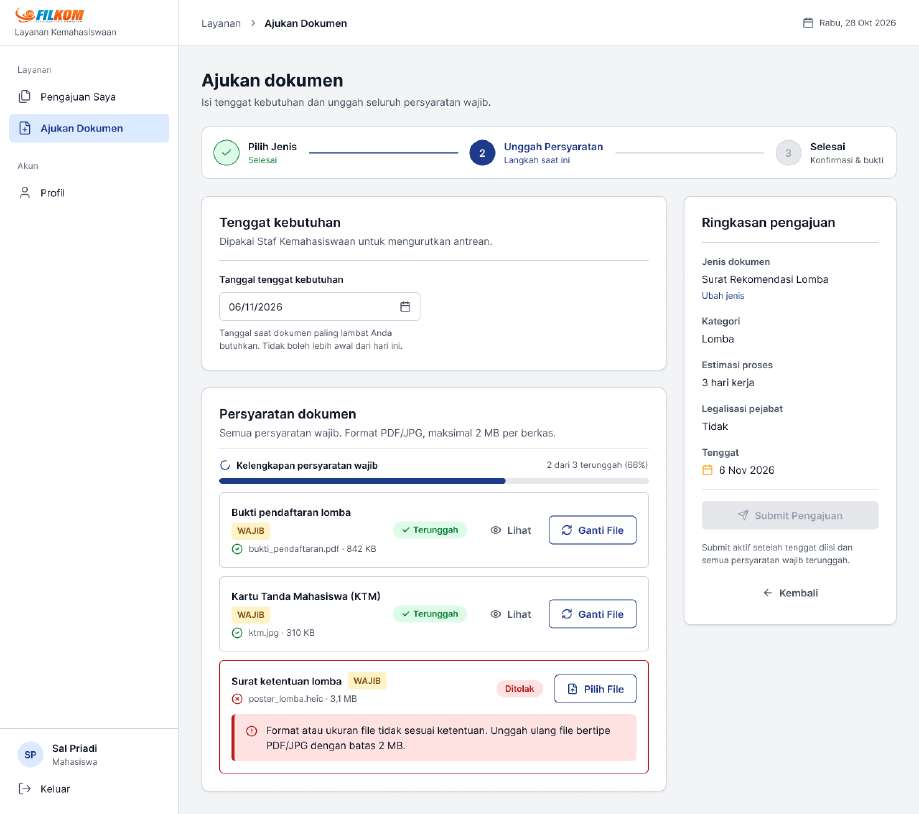 FILKOM
Layanan Kemahasiswaan
Layanan
Pengajuan Saya
Ajukan Dokumen
Akun
Profil
SP
Sal Priadi
Mahasiswa
Keluar
Layanan > Ajukan Dokumen
Rabu, 28 Okt 2026
Ajukan dokumen
Isi tenggat kebutuhan dan unggah seluruh persyaratan wajib.
Pilih Jenis
Selesai
2
Unggah Persyaratan
Langkah saat ini
3
Selesai
Konfirmasi & bukti
Tenggat kebutuhan
Dipakai Staf Kemahasiswaan untuk mengurutkan antrean.
Tanggal tenggat kebutuhan
06/11/2026
Tanggal saat dokumen paling lambat Anda
butuhkan. Tidak boleh lebih awal dari hari ini.
Persyaratan dokumen
Semua persyaratan wajib. Format PDF/JPG, maksimal 2 MB per berkas.
Kelengkapan persyaratan wajib
2 dari 3 terunggah (66%)
Bukti pendaftaran lomba
WAJIB
bukti_pendaftaran.pdf · 842 KB
Terunggah
Lihat
Ganti File
Kartu Tanda Mahasiswa (KTM)
WAJIB
ktm.jpg · 310 KB
Terunggah
Lihat
Ganti File
Surat ketentuan lomba WAJIB
poster_lomba.heic · 3,1 MB
Ditolak
Pilih File
Format atau ukuran file tidak sesuai ketentuan. Unggah ulang file bertipe
PDF/JPG dengan batas 2 MB.
Ringkasan pengajuan
Jenis dokumen
Surat Rekomendasi Lomba
Ubah jenis
Kategori
Lomba
Estimasi proses
3 hari kerja
Legalisasi pejabat
Tidak
Tenggat
6 Nov 2026
Submit Pengajuan
Submit aktif setelah tenggat diisi dan
semua persyaratan wajib terunggah.
Kembali